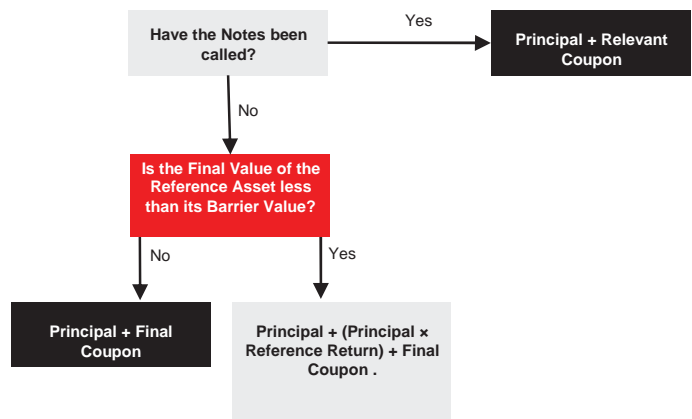 Have the Notes been
called?
Yes
Principal + Relevant
Coupon
No
Is the Final Value of the
Reference Asset less
than its Barrier Value?
No
Yes
Principal + Final
Coupon
Principal + (Principal ×
Reference Return) + Final
Coupon .